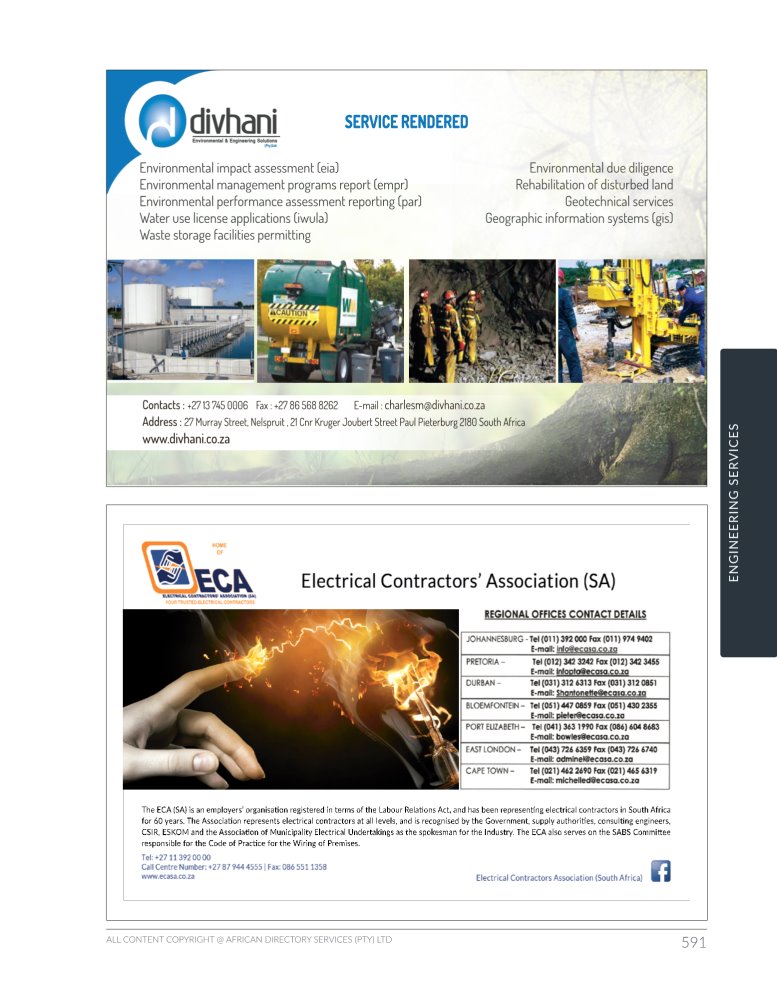 divhani
Environmental & Engineering Solutions
(Pty) Ltd
SERVICE RENDERED
Environmental impact assessment (eia)
Environmental management programs report (empr)
Environmental performance assessment reporting (par)
Water use license applications (iwula)
Waste storage facilities permitting
Environmental due diligence
Rehabilitation of disturbed land
Geotechnical services
Geographic information systems (gis)
CAUTION
Contacts : +27 13 745 0006 Fax : +27 86 568 8262 E-mail : charlesm@divhani.co.za
Address : 27 Murray Street, Nelspruit , 21 Cnr Kruger Joubert Street Paul Pieterburg 2180 South Africa
www.divhani.co.za
ENGINEERING SERVICES
HOME
OF
ECA
ELECTRICAL CONTRACTORS' ASSOCIATION (SA)
YOUR TRUSTED ELECTRICAL CONTRACTORS
Electrical Contractors' Association (SA)
REGIONAL OFFICES CONTACT DETAILS
JOHANNESBURG - Tel (011) 392 000 Fax (011) 974 9402
E-mail: info@ecasa.co.za
PRETORIA – Tel (012) 342 3242 Fax (012) 342 3455
E-mail: infopta@ecasa.co.za
DURBAN – Tel (031) 312 6313 Fax (031) 312 0851
E-mail: Shantonette@ecasa.co.za
BLOEMFONTEIN – Tel (051) 447 0859 Fax (051) 430 2355
E-mail: pieter@ecasa.co.za
PORT ELIZABETH – Tel (041) 363 1990 Fax (086) 604 8683
E-mail: bowles@ecasa.co.za
EAST LONDON – Tel (043) 726 6359 Fax (043) 726 6740
E-mail: adminel@ecasa.co.za
CAPE TOWN – Tel (021) 462 2690 Fax (021) 465 6319
E-mail: michelled@ecasa.co.za
The ECA (SA) is an employers' organisation registered in terms of the Labour Relations Act, and has been representing electrical contractors in South Africa
for 60 years. The Association represents electrical contractors at all levels, and is recognised by the Government, supply authorities, consulting engineers,
CSIR, ESKOM and the Association of Municipality Electrical Undertakings as the spokesman for the Industry. The ECA also serves on the SABS Committee
responsible for the Code of Practice for the Wiring of Premises.
Tel: +27 11 392 00 00
Call Centre Number: +27 87 944 4555 | Fax: 086 551 1358
www.ecasa.co.za
Electrical Contractors Association (South Africa)
f
ALL CONTENT COPYRIGHT @ AFRICAN DIRECTORY SERVICES (PTY) LTD
591